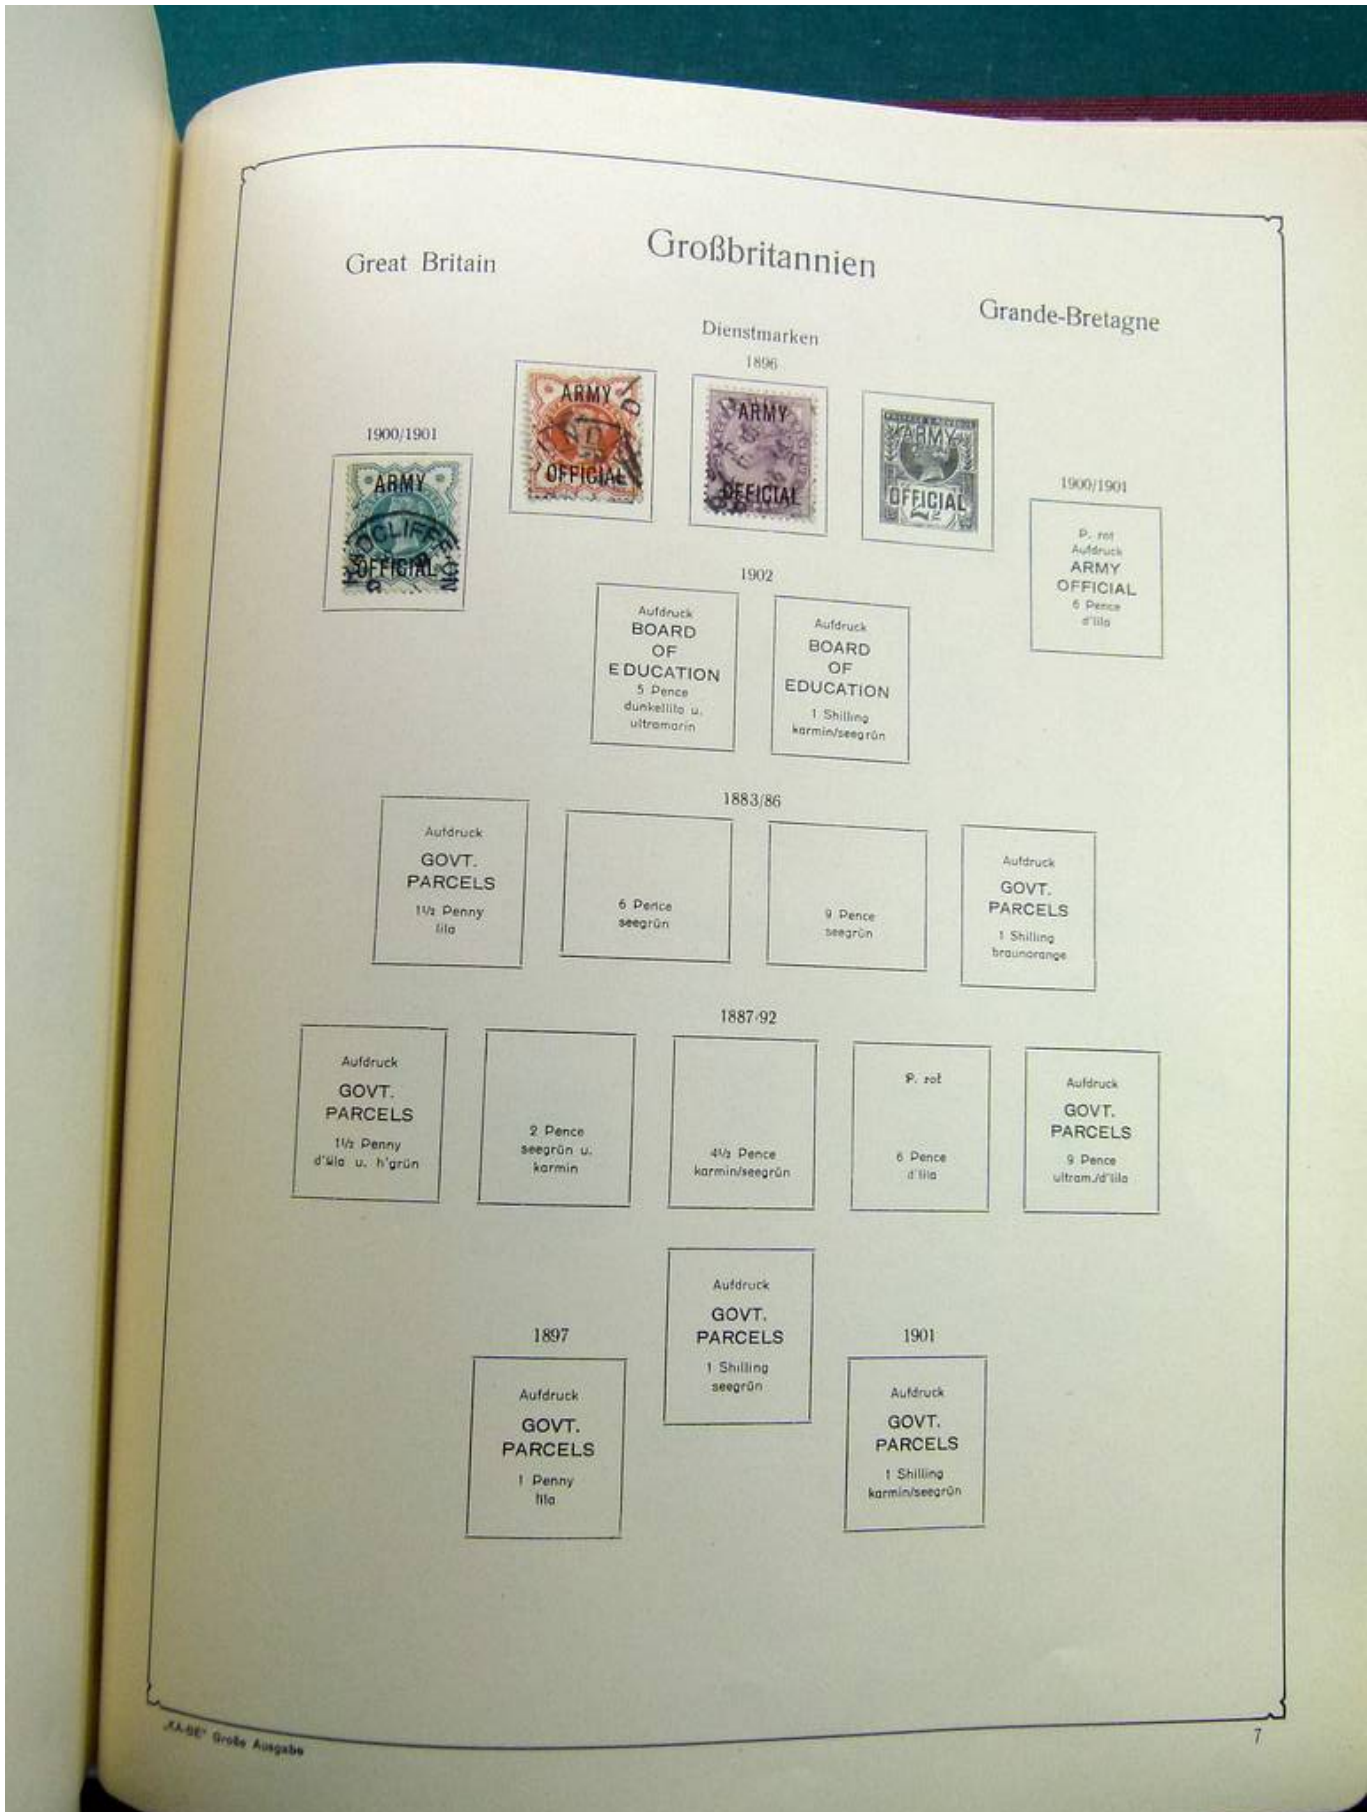 Great Britain
Großbritannien
Grande-Bretagne
Dienstmarken
1896
1900/1901
ARMY
OFFICIAL
ARMY
OFFICIAL
ARMY
OFFICIAL
ARMY
OFFICIAL
1900/1901
P. rot
Aufdruck
ARMY
OFFICIAL
6 Pence
d'lila
1902
Aufdruck
BOARD
OF
EDUCATION
5 Pence
dunkellila u.
ultramarin
Aufdruck
BOARD
OF
EDUCATION
1 Shilling
karmin/seegrün
1883/86
Aufdruck
GOVT.
PARCELS
1½ Penny
lila
6 Pence
seegrün
9 Pence
seegrün
Aufdruck
GOVT.
PARCELS
1 Shilling
braunorange
1887/92
Aufdruck
GOVT.
PARCELS
1½ Penny
d'lila u. h'grün
2 Pence
seegrün u.
karmin
4½ Pence
karmin/seegrün
P. rot
6 Pence
d'lila
Aufdruck
GOVT.
PARCELS
9 Pence
ultram./d'lila
Aufdruck
GOVT.
PARCELS
1 Shilling
seegrün
1897
Aufdruck
GOVT.
PARCELS
1 Penny
lila
1901
Aufdruck
GOVT.
PARCELS
1 Shilling
karmin/seegrün
„KA-BE" Große Ausgabe
7